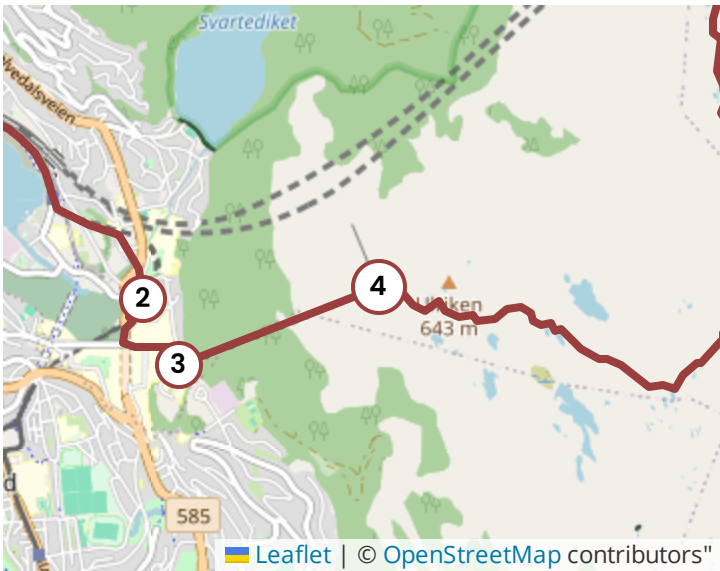 Svartediket
lvedalsveien
4
2
Ulriken
643 m
3
585
d
Leaflet | © OpenStreetMap contributors"